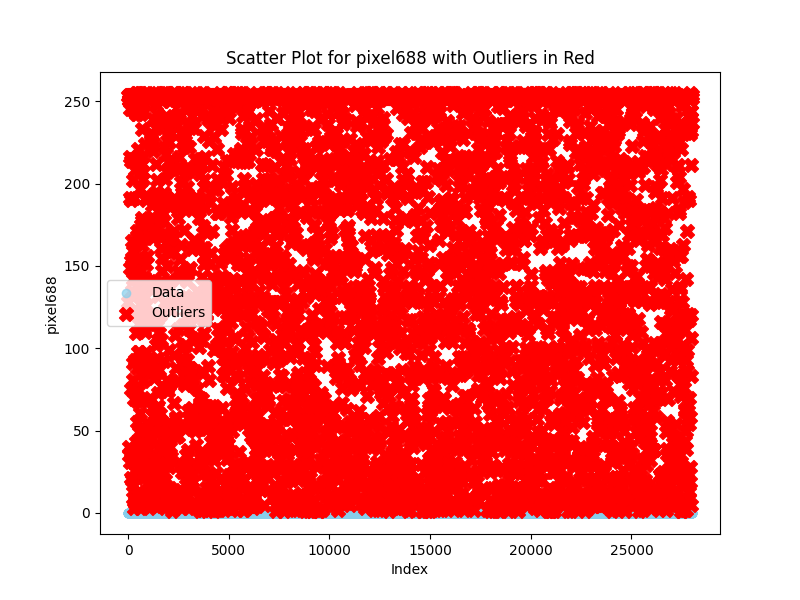 Scatter Plot for pixel688 with Outliers in Red
250
200
150
100
50
0
pixel688
Data
Outliers
0
5000
10000
15000
20000
25000
Index